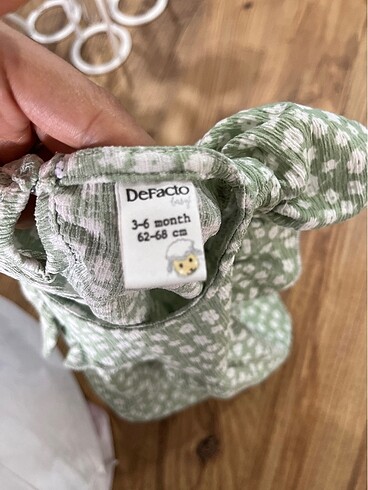 DeFacto
baby!
3-6 month
62-68 cm